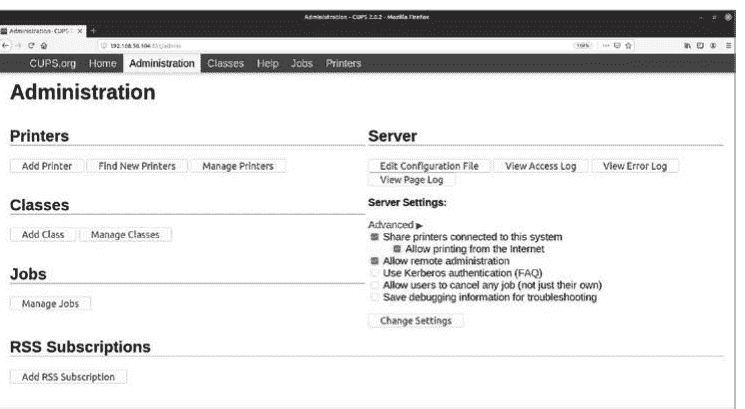 Administration - CUPS 2.0.2 - Mozilla Firefox
Administration - CUPS
CUPS.org Home Administration Classes Help Jobs Printers
Administration
Printers
Add Printer Find New Printers Manage Printers
Classes
Add Class Manage Classes
Jobs
Manage Jobs
RSS Subscriptions
Add RSS Subscription
Server
Edit Configuration File View Access Log View Error Log
View Page Log
Server Settings:
Advanced ▶
Share printers connected to this system
Allow printing from the Internet
Allow remote administration
Use Kerberos authentication (FAQ)
Allow users to cancel any job (not just their own)
Save debugging information for troubleshooting
Change Settings